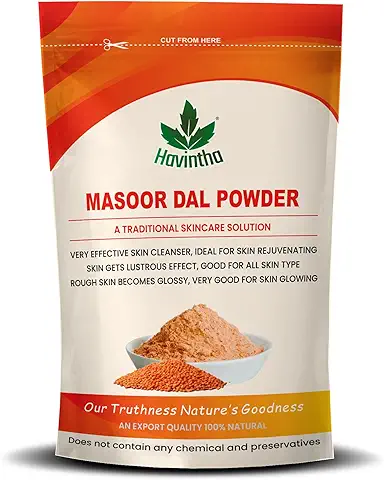 CUT FROM HERE
Havintha
MASOOR DAL POWDER
A TRADITIONAL SKINCARE SOLUTION
VERY EFFECTIVE SKIN CLEANSER, IDEAL FOR SKIN REJUVENATING
SKIN GETS LUSTROUS EFFECT, GOOD FOR ALL SKIN TYPE
ROUGH SKIN BECOMES GLOSSY, VERY GOOD FOR SKIN GLOWING
Our Truthness Nature's Goodness
AN EXPORT QUALITY 100% NATURAL
Does not contain any chemical and preservatives